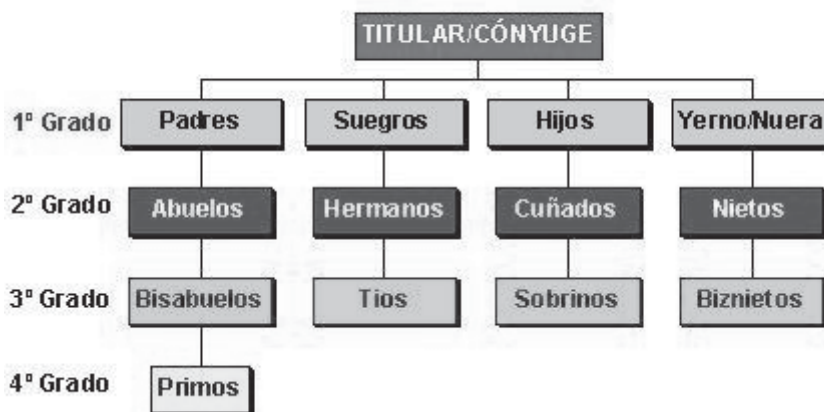 TITULAR/CÓNYUGE
1º Grado Padres Suegros Hijos Yerno/Nuera
2º Grado Abuelos Hermanos Cuñados Nietos
3º Grado Bisabuelos Tios Sobrinos Biznietos
4º Grado Primos